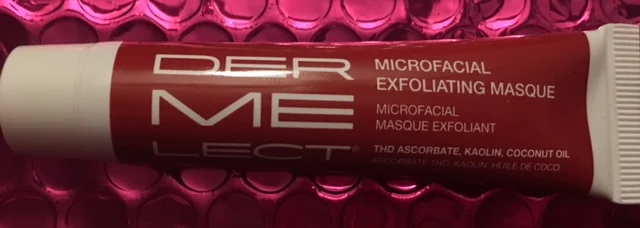 DER
ME
LECT®
MICROFACIAL
EXFOLIATING MASQUE
MICROFACIAL
MASQUE EXFOLIANT
THD ASCORBATE, KAOLIN, COCONUT OIL
ASCORBATE THD, KAOLIN, HUILE DE COCO